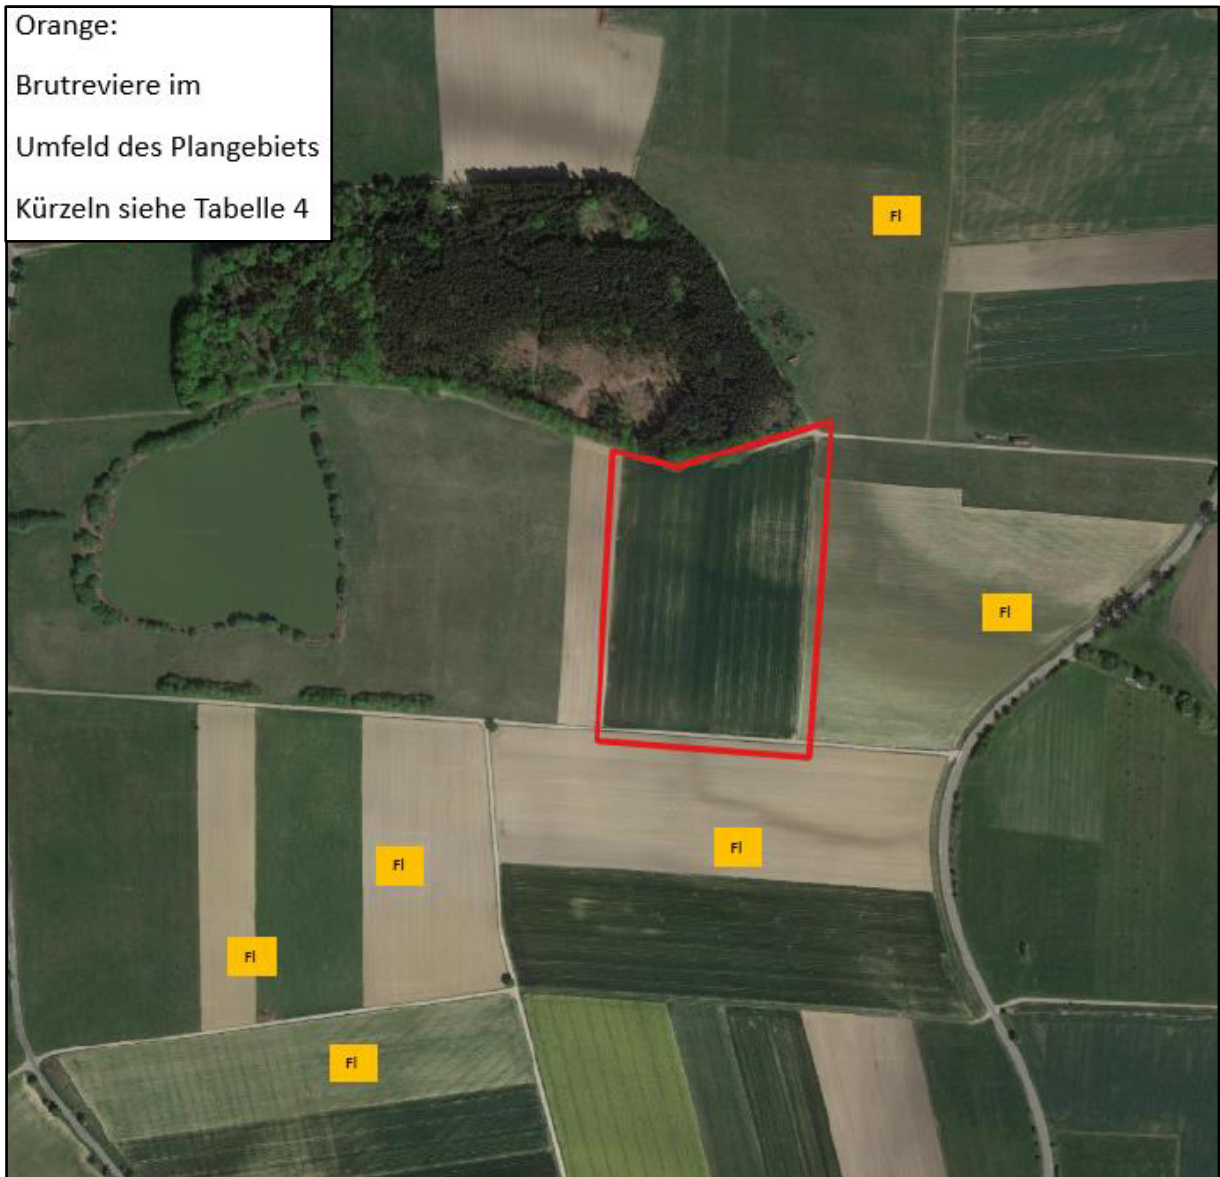 Orange:
Brutreviere im
Umfeld des Plangebiets
Kürzeln siehe Tabelle 4
Fl
Fl
Fl
Fl
Fl
Fl